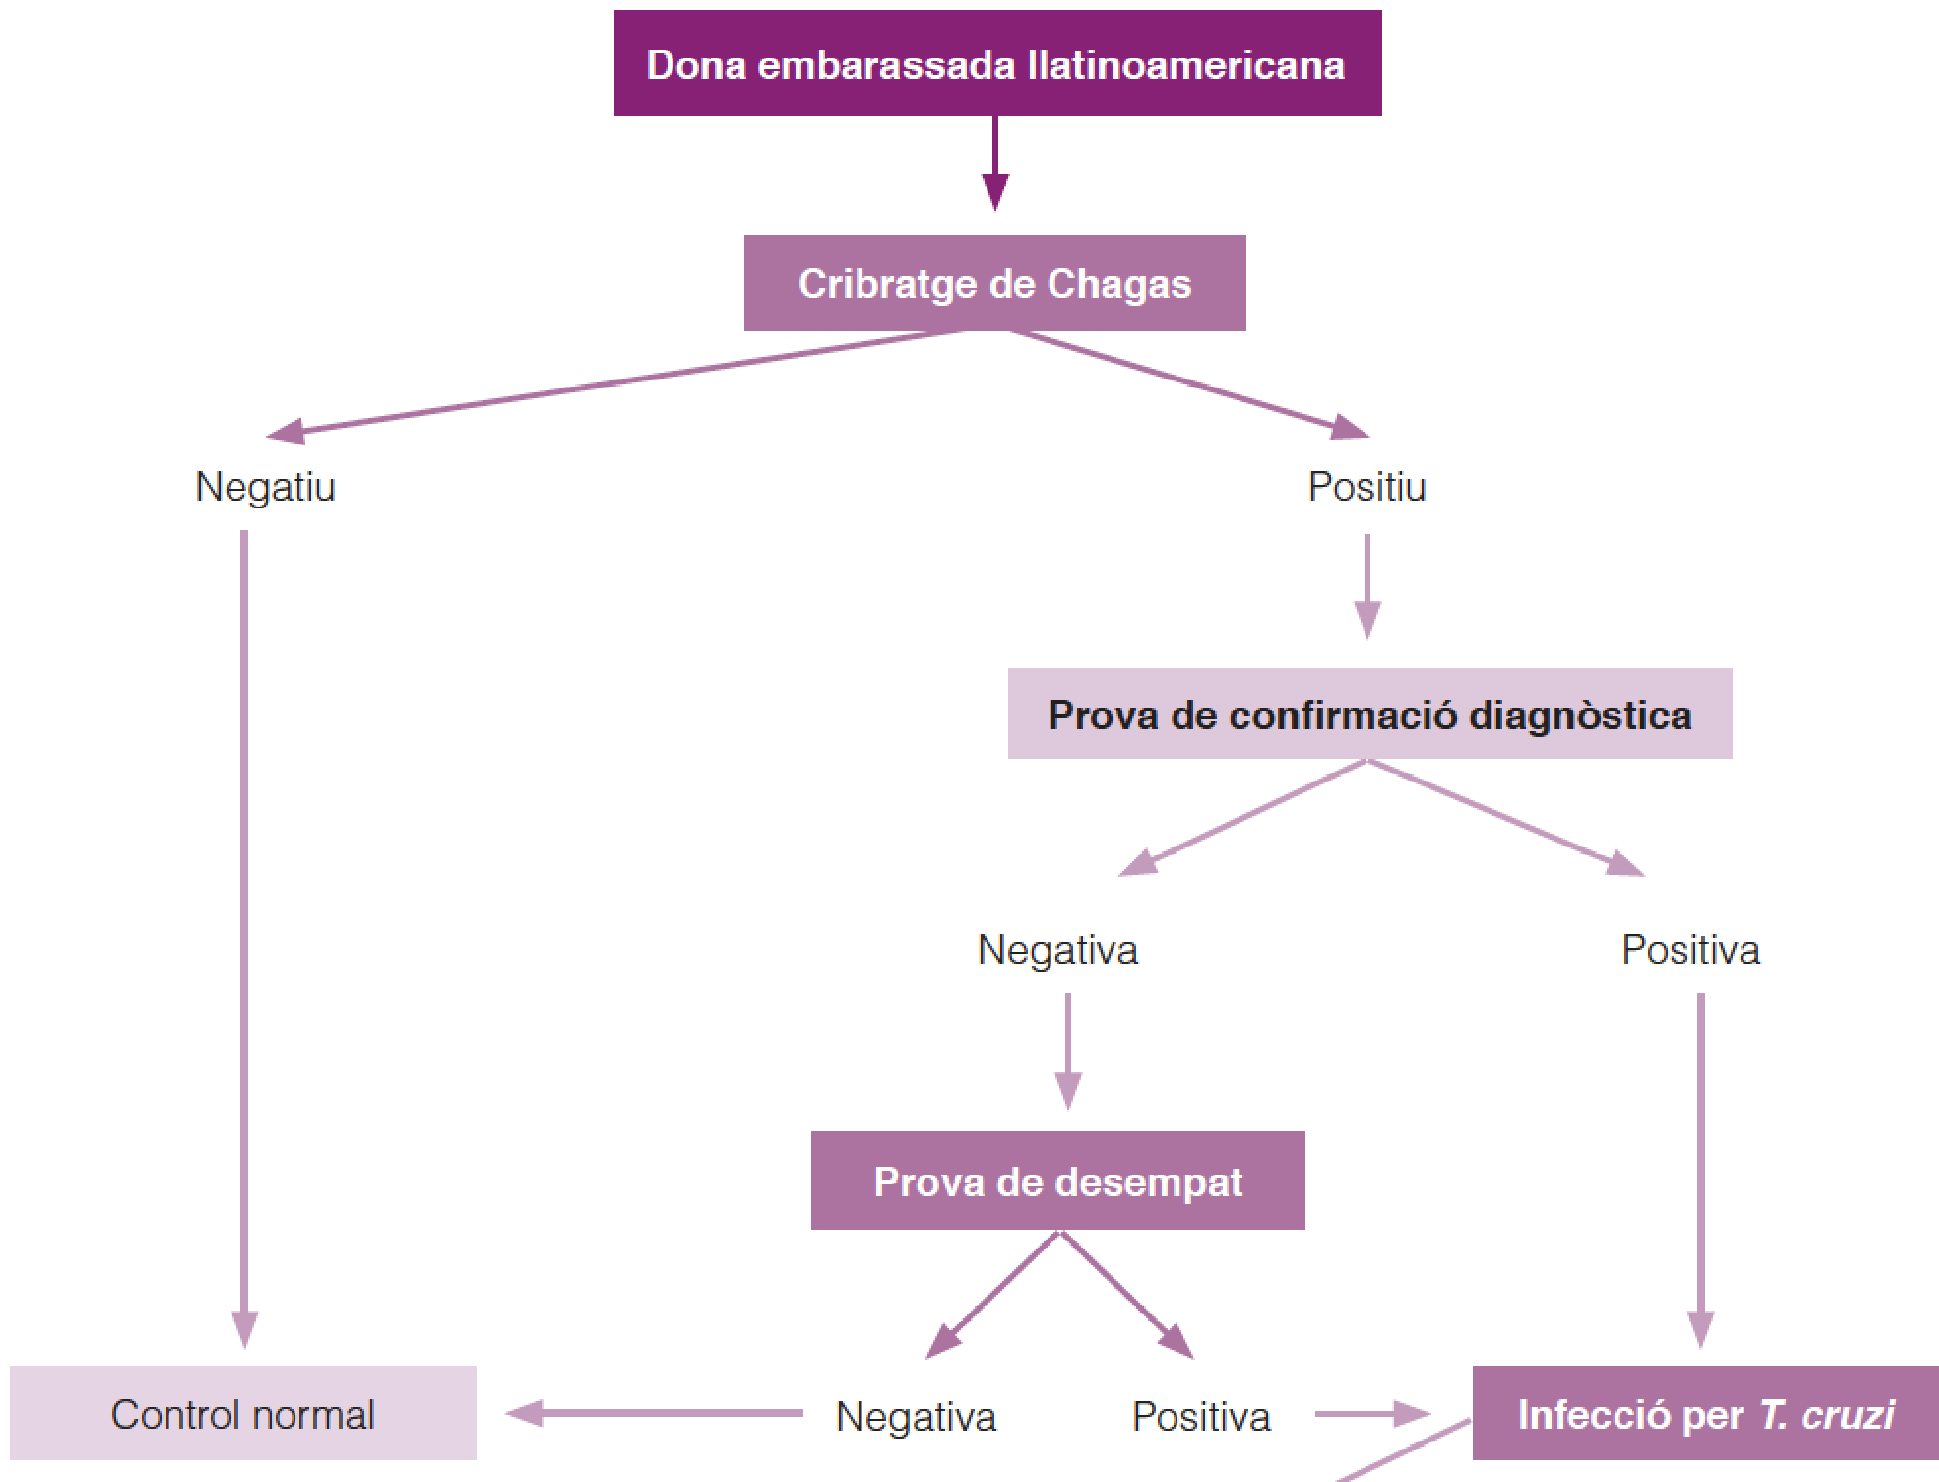 Dona embarassada llatinoamericana
Cribratge de Chagas
Negatiu
Positiu
Prova de confirmació diagnòstica
Negativa
Positiva
Prova de desempat
Control normal
Negativa
Positiva
Infecció per T. cruzi